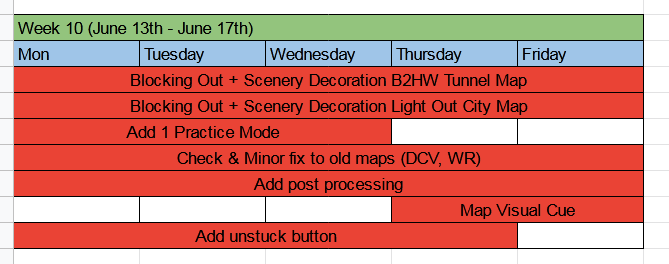 Week 10 (June 13th - June 17th)
Mon Tuesday Wednesday Thursday Friday
Blocking Out + Scenery Decoration B2HW Tunnel Map
Blocking Out + Scenery Decoration Light Out City Map
Add 1 Practice Mode
Check & Minor fix to old maps (DCV, WR)
Add post processing
Map Visual Cue
Add unstuck button